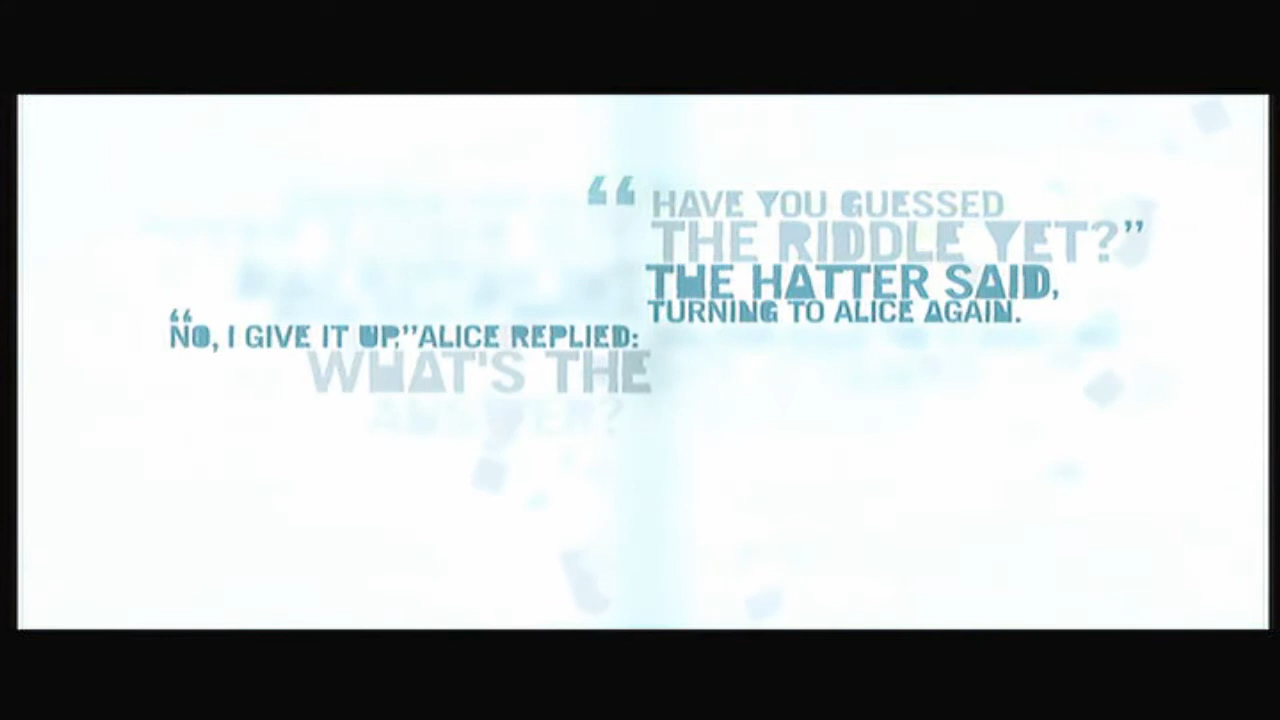 “ HAVE YOU GUESSED
THE RIDDLE YET?”
THE HATTER SAID,
TURNING TO ALICE AGAIN.
“NO, I GIVE IT UP,”ALICE REPLIED:
WHAT'S THE
ANSWER?